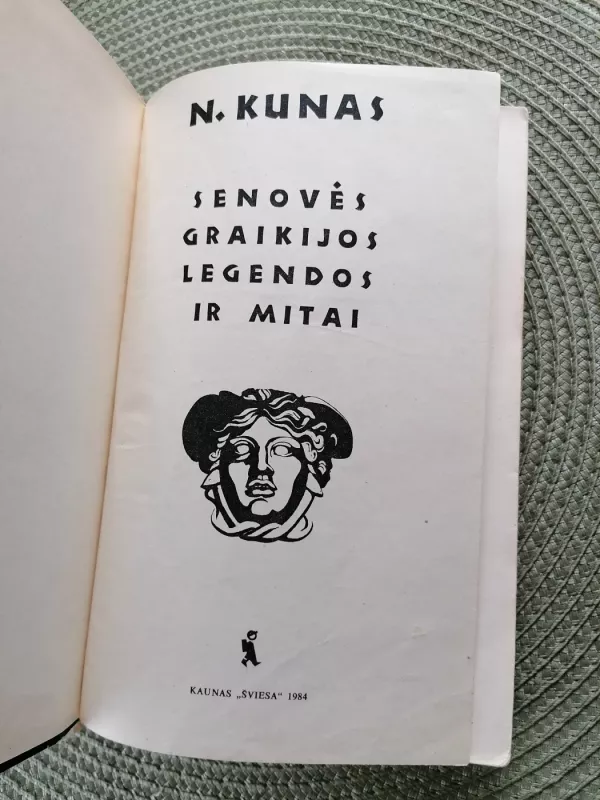 N. KUNAS
SENOVĖS
GRAIKIJOS
LEGENDOS
IR MITAI
KAUNAS „ŠVIESA“ 1984